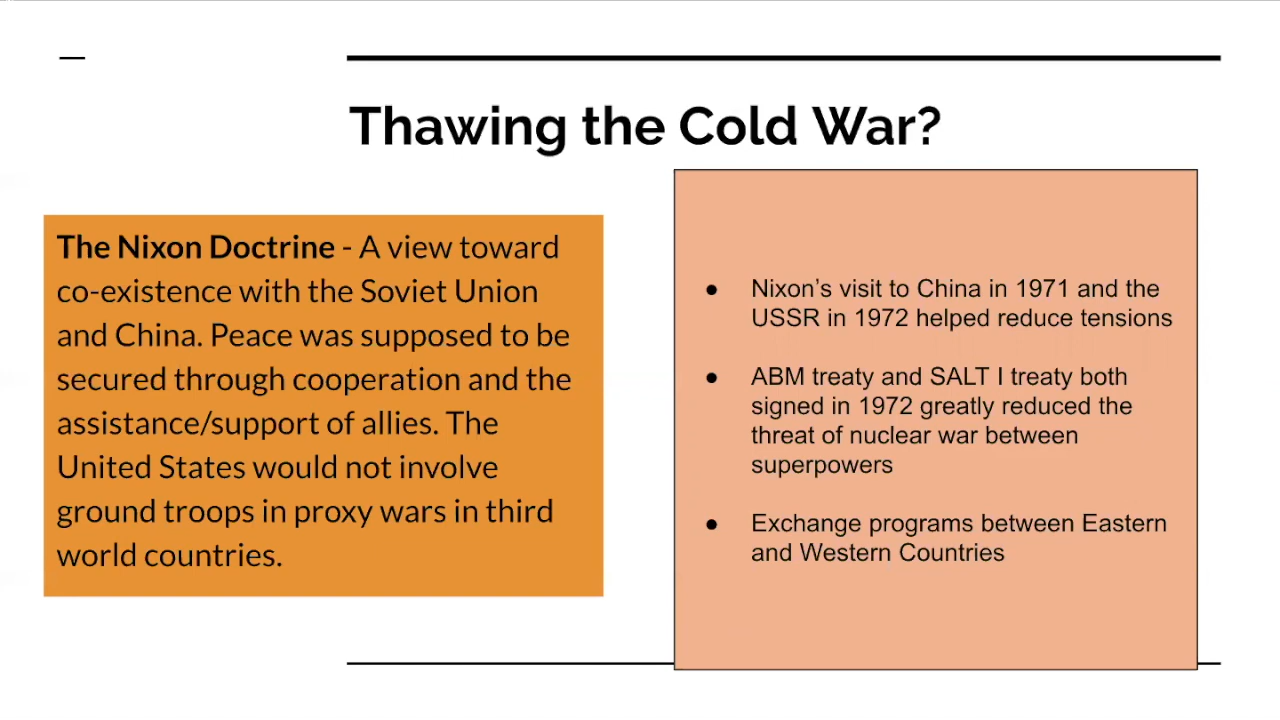 Thawing the Cold War?
The Nixon Doctrine - A view toward
co-existence with the Soviet Union
and China. Peace was supposed to be
secured through cooperation and the
assistance/support of allies. The
United States would not involve
ground troops in proxy wars in third
world countries.
● Nixon’s visit to China in 1971 and the
USSR in 1972 helped reduce tensions
● ABM treaty and SALT I treaty both
signed in 1972 greatly reduced the
threat of nuclear war between
superpowers
● Exchange programs between Eastern
and Western Countries